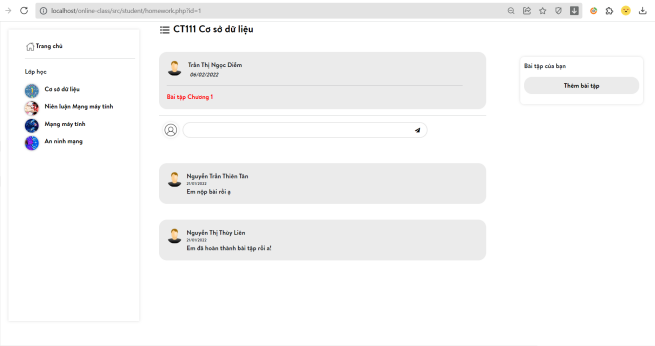 localhost/online-class/src/student/homework.php?id=1
Trang chủ
Lớp học
Cơ sở dữ liệu
Niên luận Mạng máy tính
Mạng máy tính
An ninh mạng
CT111 Cơ sở dữ liệu
Trần Thị Ngọc Diễm
06/02/2022
Bài tập Chương 1
Nguyễn Trần Thiên Tân
21/01/2022
Em nộp bài rồi ạ
Nguyễn Thị Thùy Liên
21/01/2022
Em đã hoàn thành bài tập rồi ạ!
Bài tập của bạn
Thêm bài tập